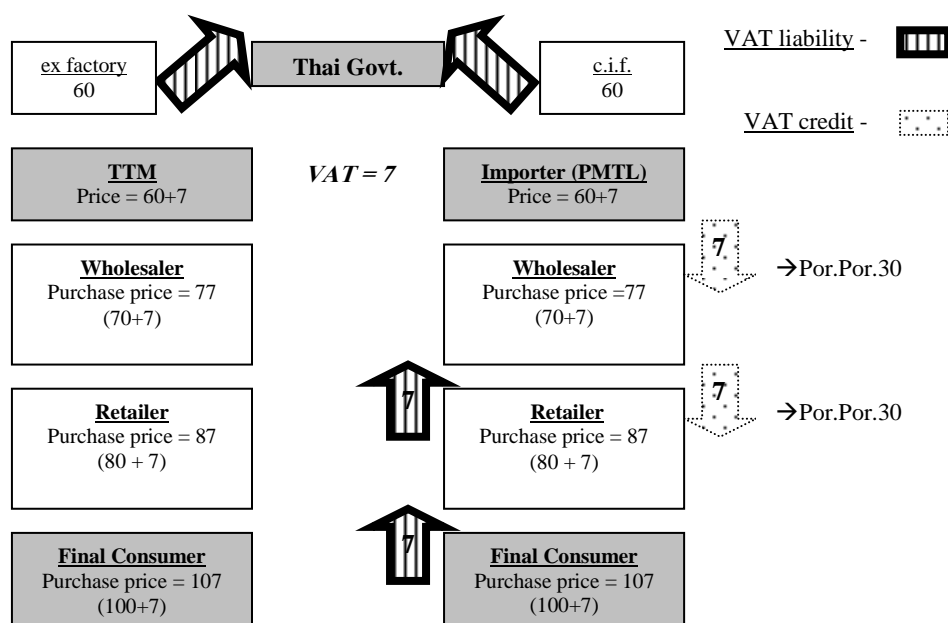 ex factory
60
Thai Govt.
c.i.f.
60
VAT liability -
VAT credit -
TTM
Price = 60+7
VAT = 7
Importer (PMTL)
Price = 60+7
Wholesaler
Purchase price = 77
(70+7)
Wholesaler
Purchase price =77
(70+7)
7
→Por.Por.30
Retailer
Purchase price = 87
(80 + 7)
7
Retailer
Purchase price = 87
(80 + 7)
7
→Por.Por.30
Final Consumer
Purchase price = 107
(100+7)
7
Final Consumer
Purchase price = 107
(100+7)